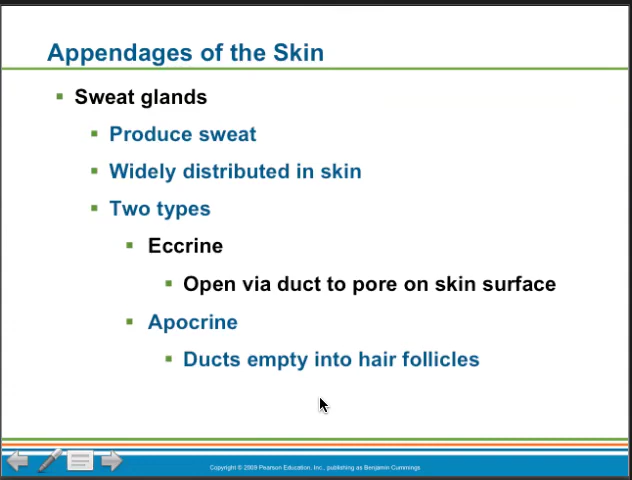 Appendages of the Skin
Sweat glands
Produce sweat
Widely distributed in skin
Two types
Eccrine
Open via duct to pore on skin surface
Apocrine
Ducts empty into hair follicles
Copyright © 2009 Pearson Education, Inc., publishing as Benjamin Cummings